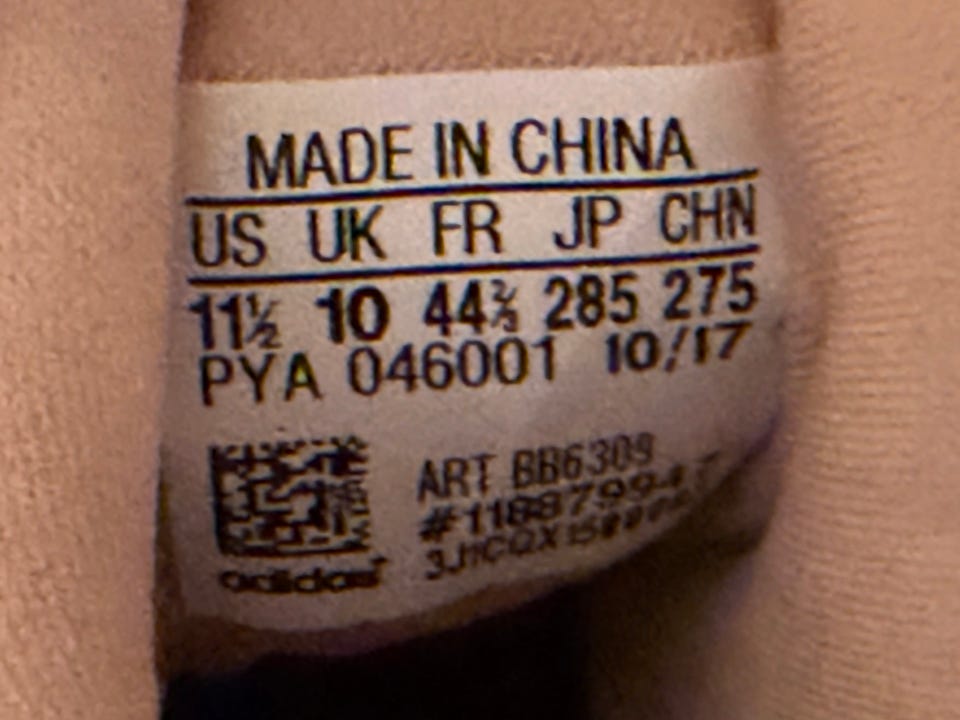 MADE IN CHINA
US UK FR JP CHN
11½ 10 44⅔ 285 275
PYA 046001 10/17
ART BB6309
adidas